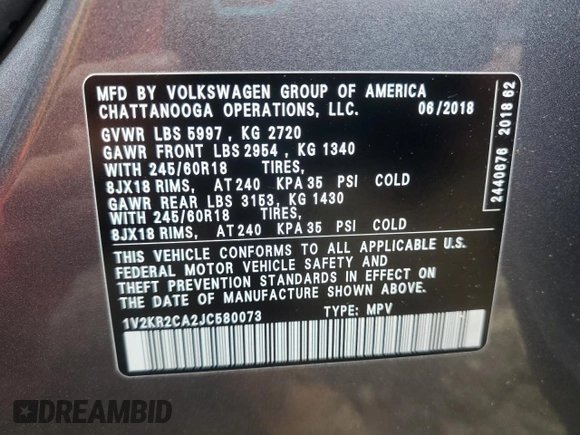 MFD BY VOLKSWAGEN GROUP OF AMERICA
CHATTANOOGA OPERATIONS, LLC. 06/2018
GVWR LBS 5997 , KG 2720
GAWR FRONT LBS 2954 , KG 1340
WITH 245/60R18 TIRES,
8JX18 RIMS, AT 240 KPA 35 PSI COLD
GAWR REAR LBS 3153, KG 1430
WITH 245/60R18 TIRES,
8JX18 RIMS, AT 240 KPA 35 PSI COLD
THIS VEHICLE CONFORMS TO ALL APPLICABLE U.S.
FEDERAL MOTOR VEHICLE SAFETY AND
THEFT PREVENTION STANDARDS IN EFFECT ON
THE DATE OF MANUFACTURE SHOWN ABOVE.
1V2KR2CA2JC580073 TYPE: MPV
2440676 2018 62
DREAMBID